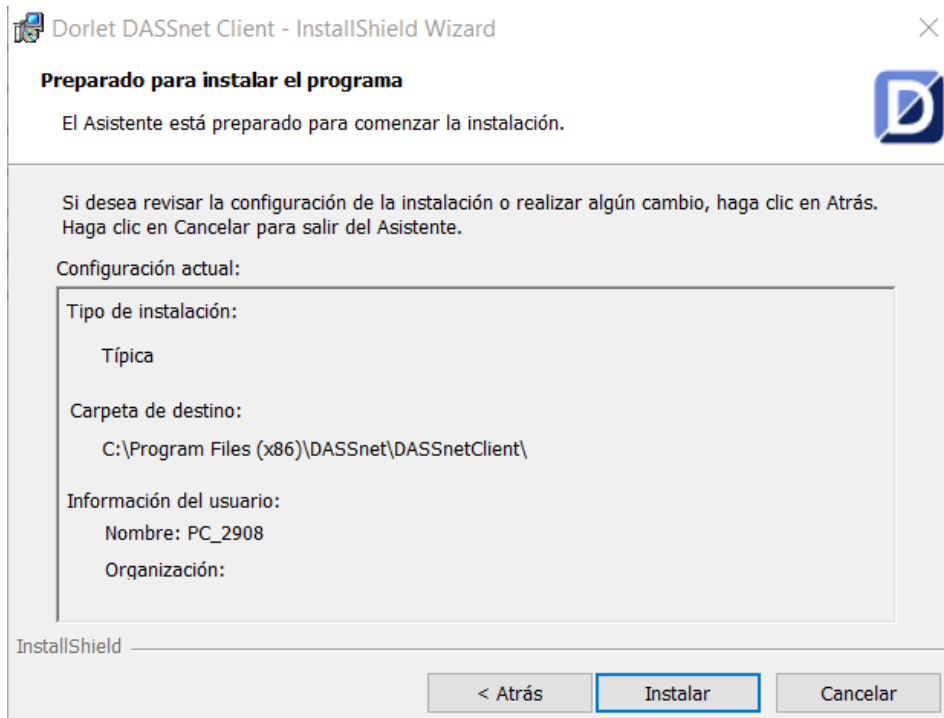 Dorlet DASSnet Client - InstallShield Wizard
Preparado para instalar el programa
El Asistente está preparado para comenzar la instalación.
D
Si desea revisar la configuración de la instalación o realizar algún cambio, haga clic en Atrás.
Haga clic en Cancelar para salir del Asistente.
Configuración actual:
Tipo de instalación:
Típica
Carpeta de destino:
C:\Program Files (x86)\DASSnet\DASSnetClient\
Información del usuario:
Nombre: PC_2908
Organización:
InstallShield
< Atrás
Instalar
Cancelar